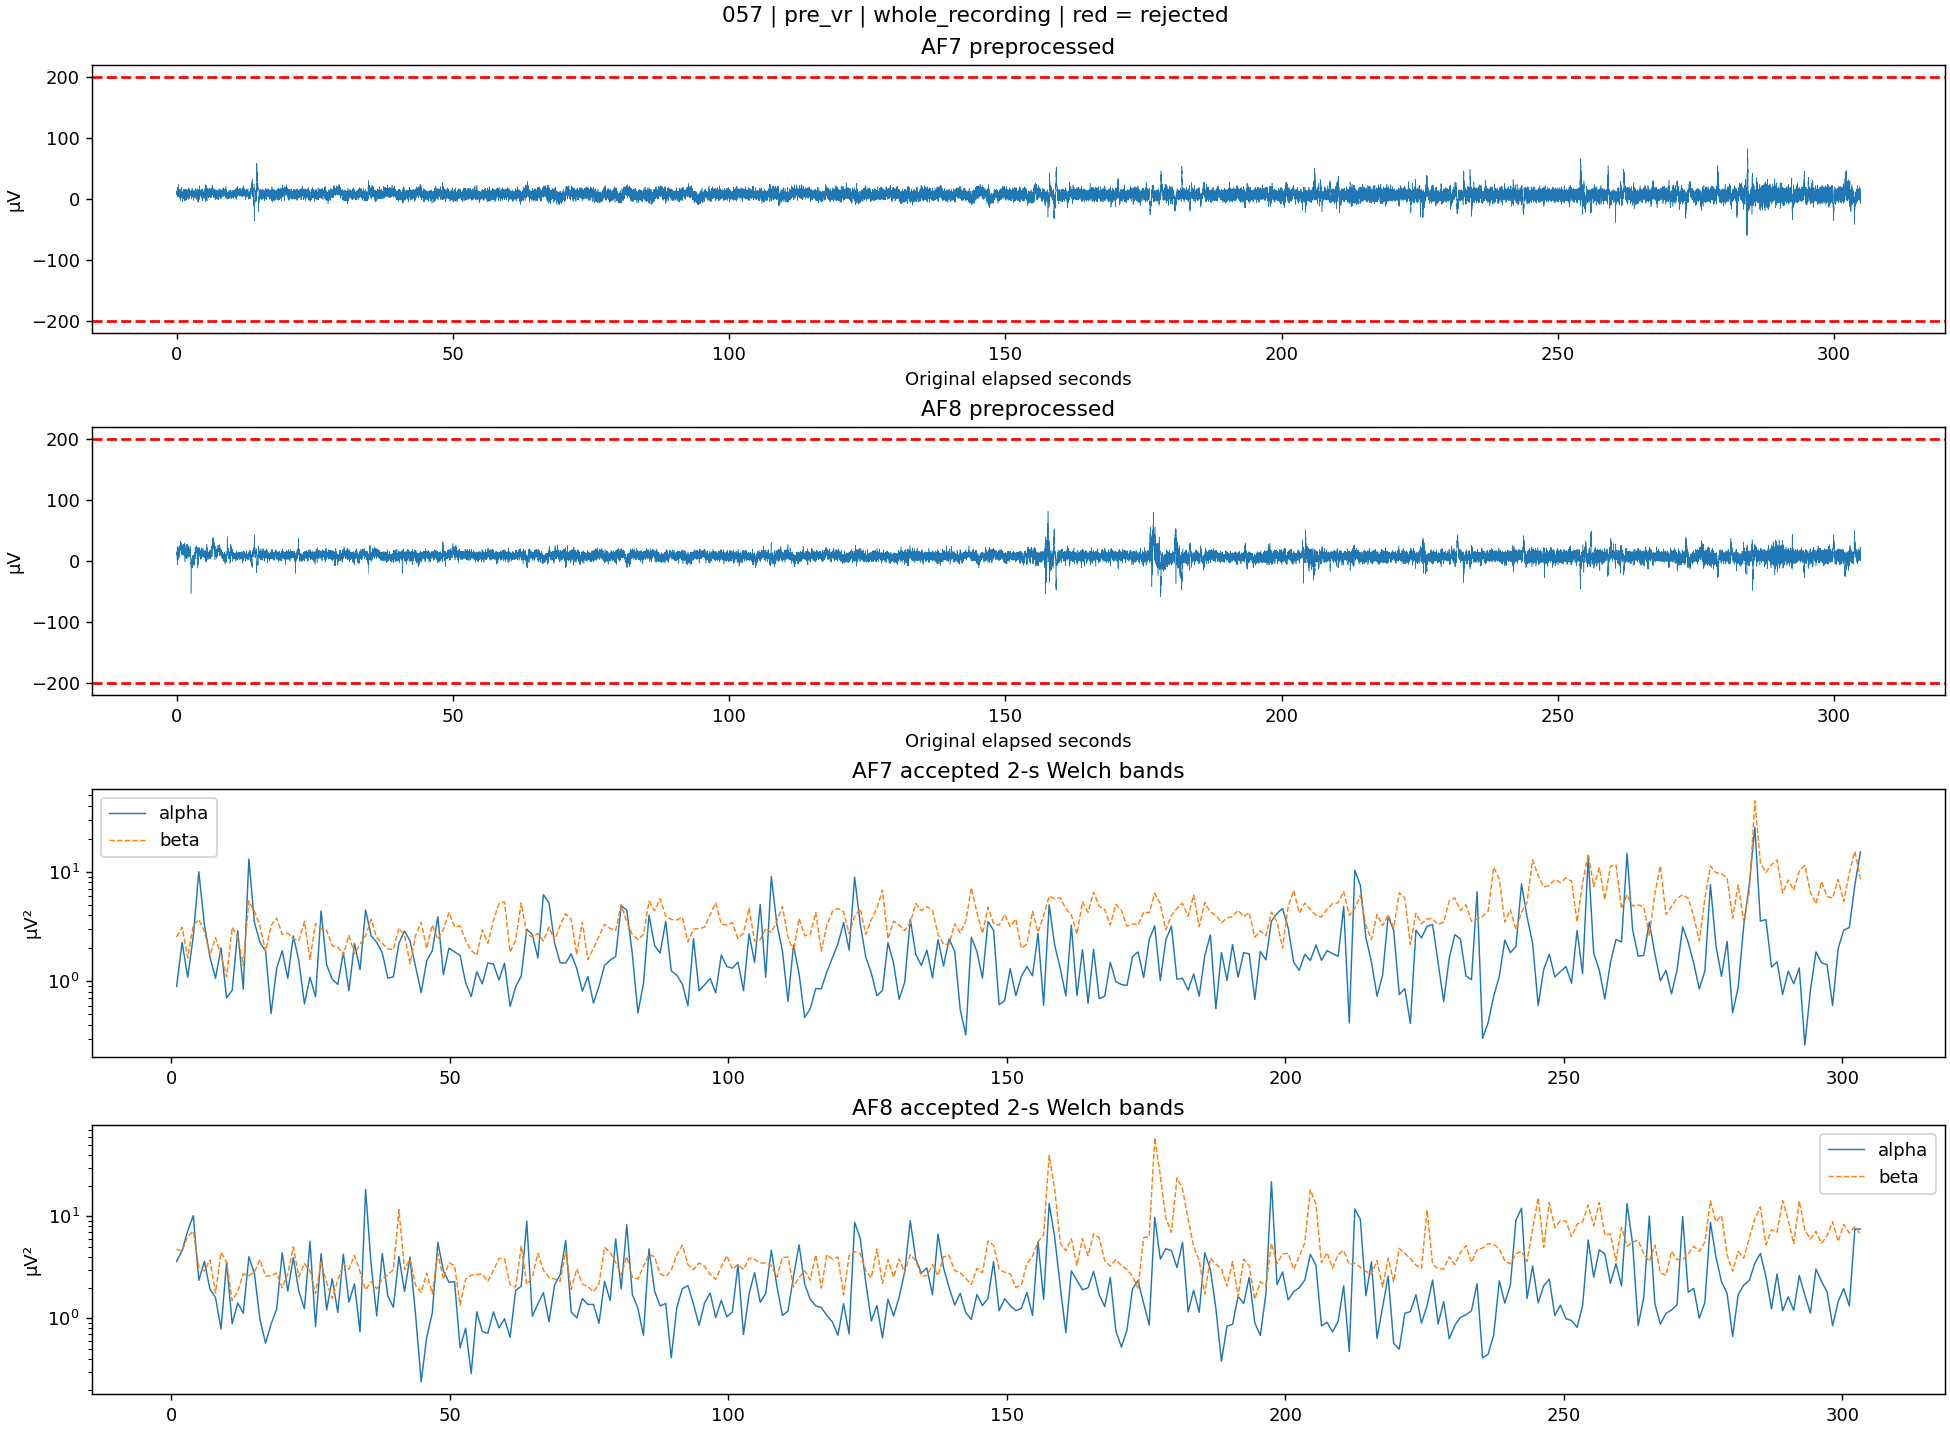 057 | pre_vr | whole_recording | red = rejected
AF7 preprocessed
200
100
0
−100
−200
µV
0 50 100 150 200 250 300
Original elapsed seconds
AF8 preprocessed
200
100
0
−100
−200
µV
0 50 100 150 200 250 300
Original elapsed seconds
AF7 accepted 2-s Welch bands
alpha
beta
10¹
10⁰
µV²
0 50 100 150 200 250 300
AF8 accepted 2-s Welch bands
alpha
beta
10¹
10⁰
µV²
0 50 100 150 200 250 300